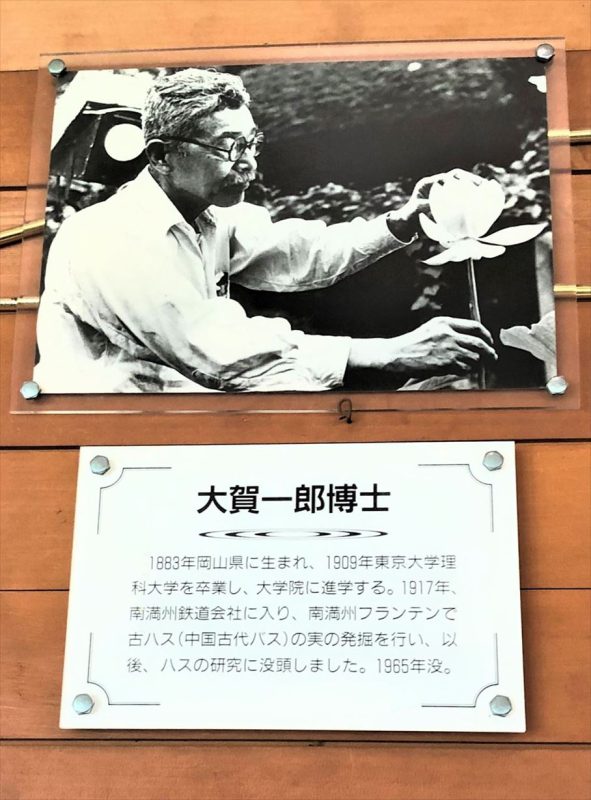 大賀一郎博士
1883年岡山県に生まれ、1909年東京大学理
科大学を卒業し、大学院に進学する。1917年、
南満州鉄道会社に入り、南満州フランテンで
古ハス(中国古代バス)の実の発掘を行い、以
後、ハスの研究に没頭しました。1965年没。